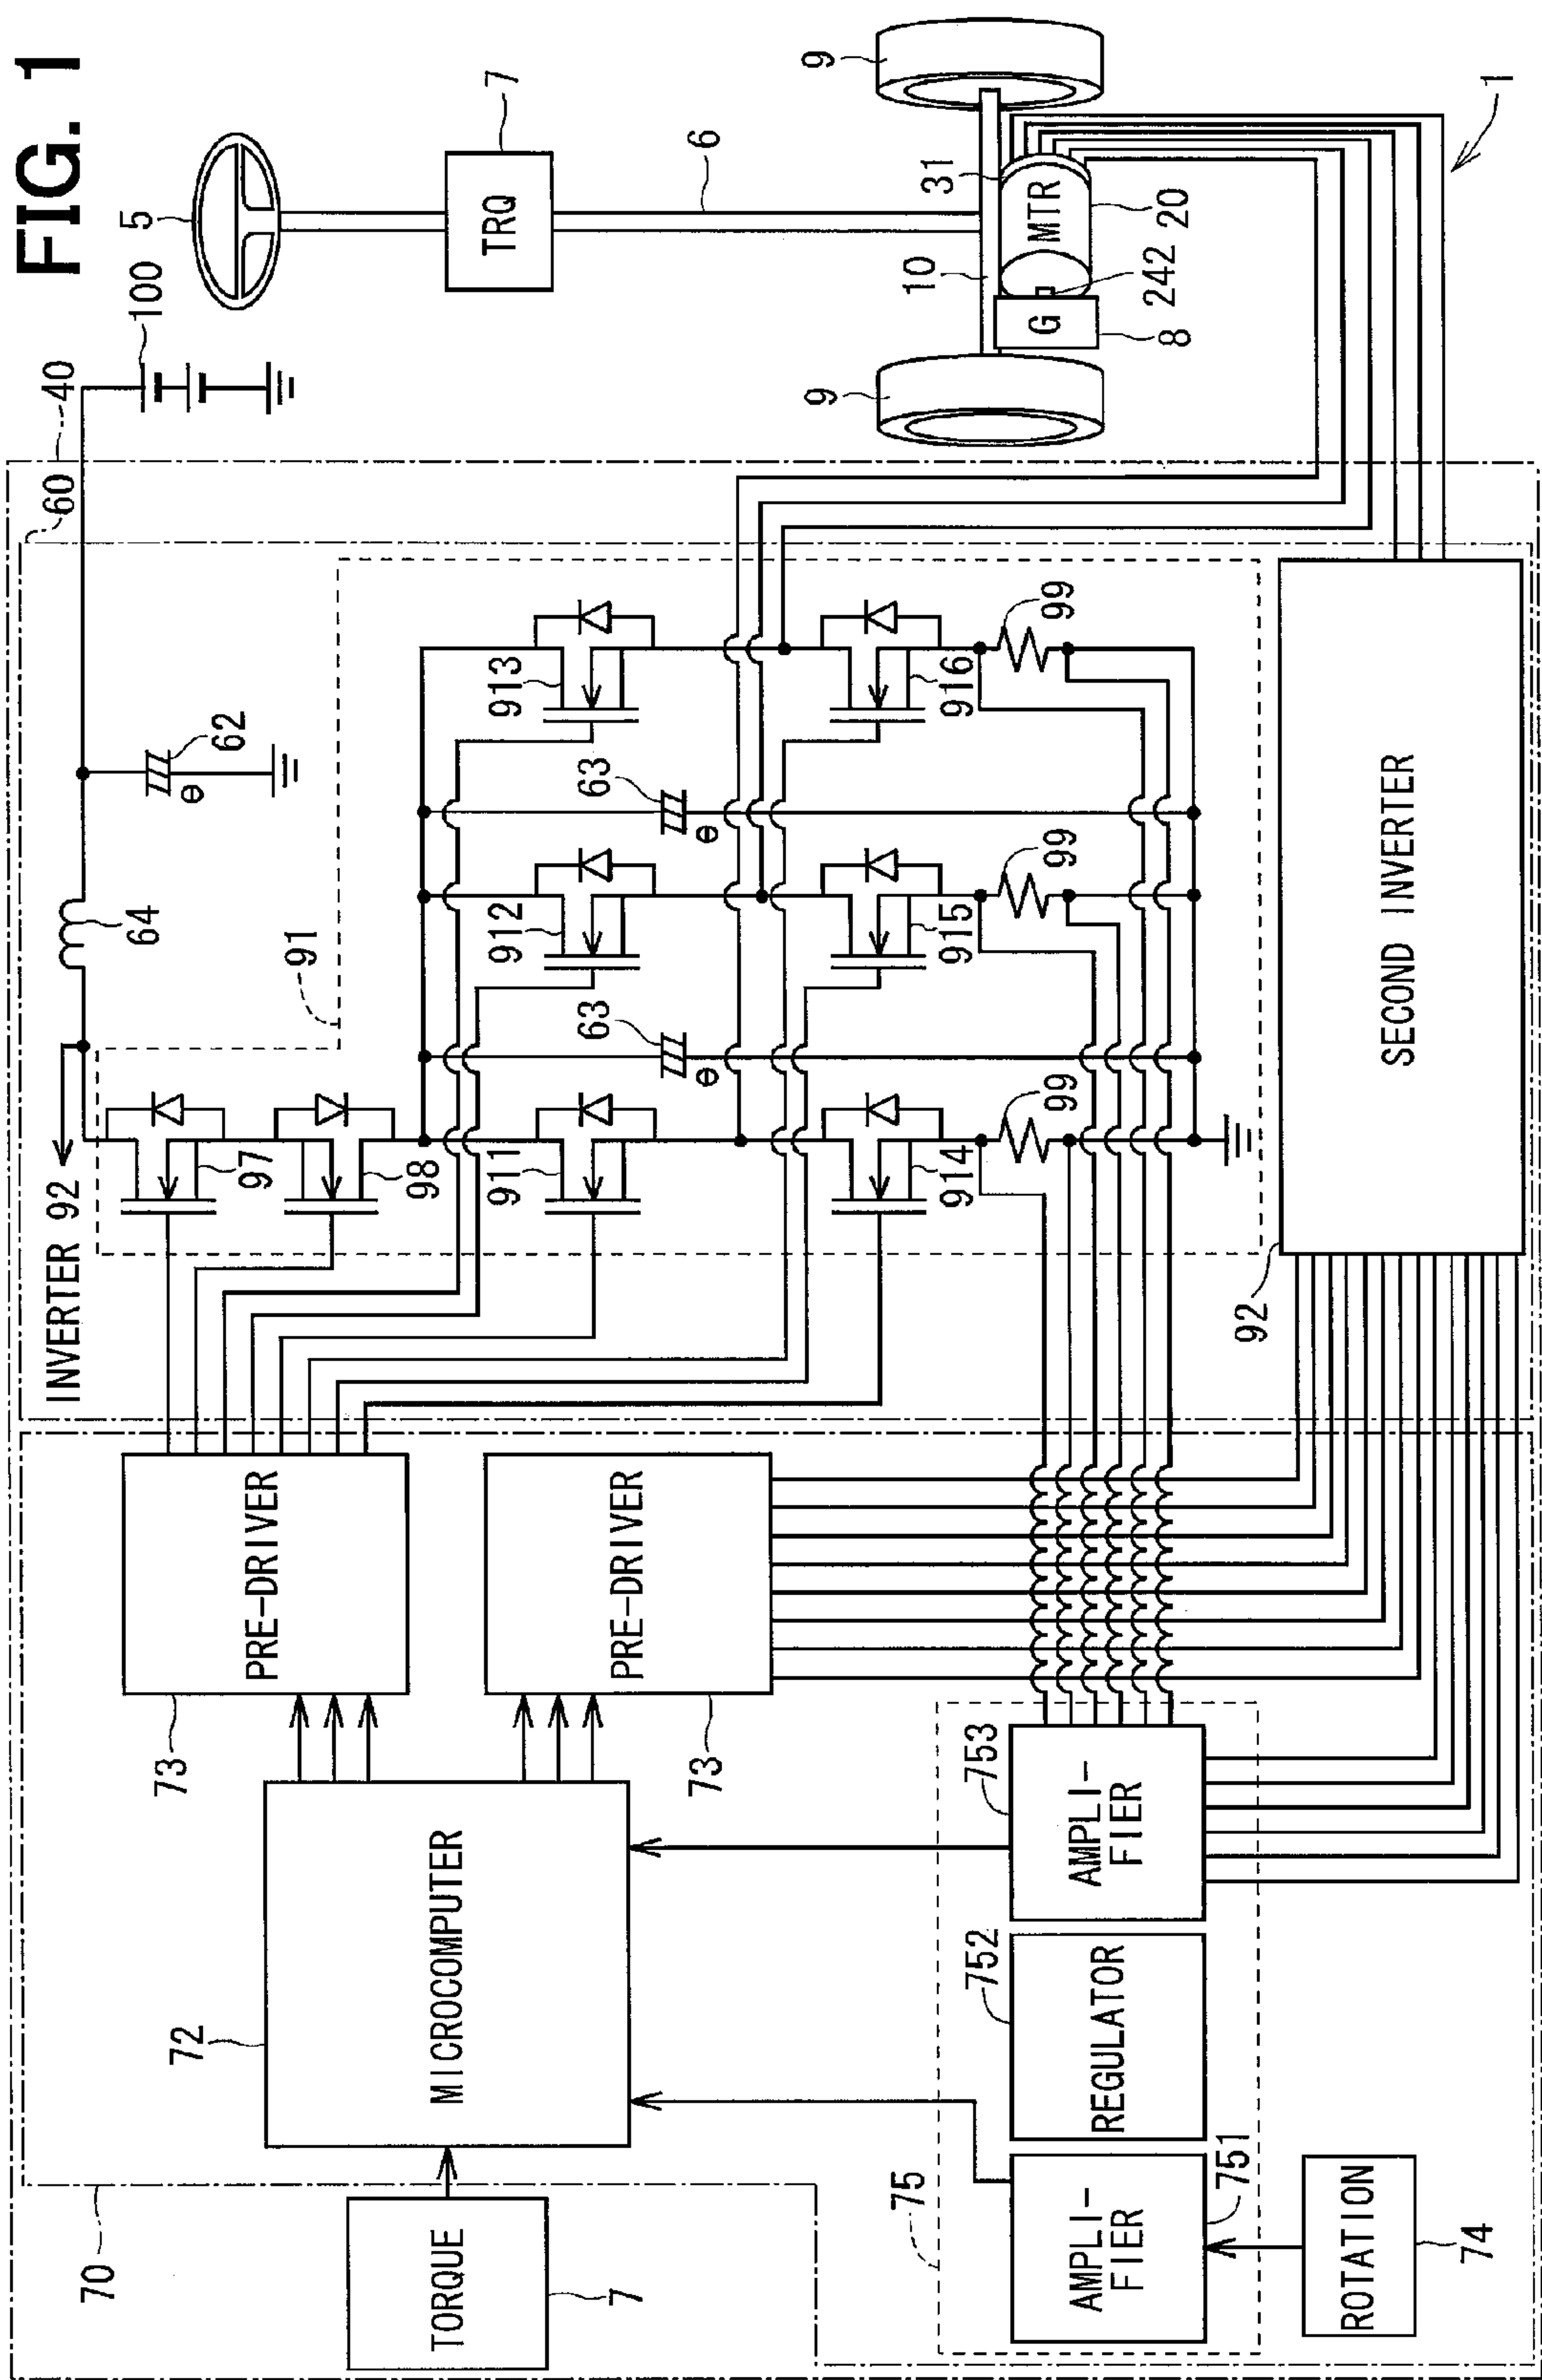 FIG. 1
70
TORQUE
7
72
MICROCOMPUTER
73
PRE-DRIVER
73
PRE-DRIVER
75
AMPLI-
FIER
751
752
REGULATOR
753
AMPLI-
FIER
ROTATION
74
INVERTER 92
97
98
91
64
62
⊖
60
40
100
911
912
913
63
⊖
63
⊖
914
915
916
99
99
99
92
SECOND INVERTER
5
TRQ
7
6
9
9
10
31
MTR
20
242
G
8
1